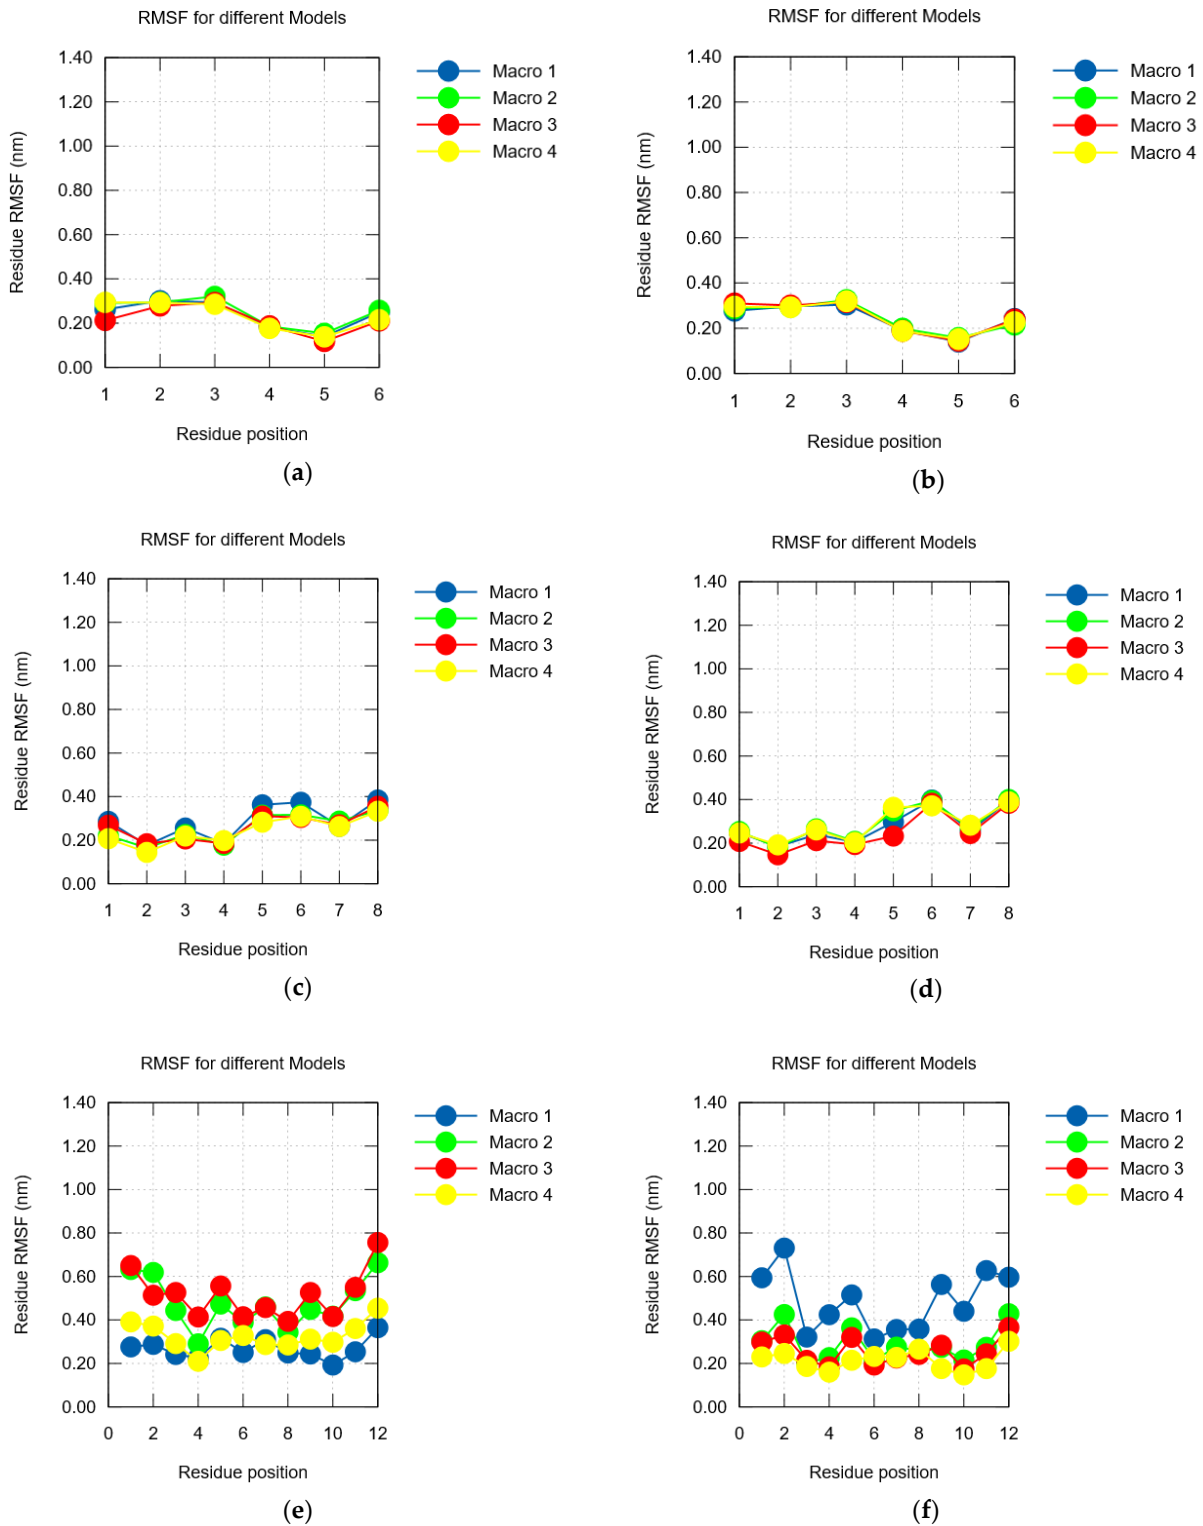 RMSF for different Models
Residue RMSF (nm)
1.40
1.20
1.00
0.80
0.60
0.40
0.20
0.00
1 2 3 4 5 6
Residue position
Macro 1
Macro 2
Macro 3
Macro 4
(a)
RMSF for different Models
Residue RMSF (nm)
1.40
1.20
1.00
0.80
0.60
0.40
0.20
0.00
1 2 3 4 5 6
Residue position
Macro 1
Macro 2
Macro 3
Macro 4
(b)
RMSF for different Models
Residue RMSF (nm)
1.40
1.20
1.00
0.80
0.60
0.40
0.20
0.00
1 2 3 4 5 6 7 8
Residue position
Macro 1
Macro 2
Macro 3
Macro 4
(c)
RMSF for different Models
Residue RMSF (nm)
1.40
1.20
1.00
0.80
0.60
0.40
0.20
0.00
1 2 3 4 5 6 7 8
Residue position
Macro 1
Macro 2
Macro 3
Macro 4
(d)
RMSF for different Models
Residue RMSF (nm)
1.40
1.20
1.00
0.80
0.60
0.40
0.20
0.00
0 2 4 6 8 10 12
Residue position
Macro 1
Macro 2
Macro 3
Macro 4
(e)
RMSF for different Models
Residue RMSF (nm)
1.40
1.20
1.00
0.80
0.60
0.40
0.20
0.00
0 2 4 6 8 10 12
Residue position
Macro 1
Macro 2
Macro 3
Macro 4
(f)